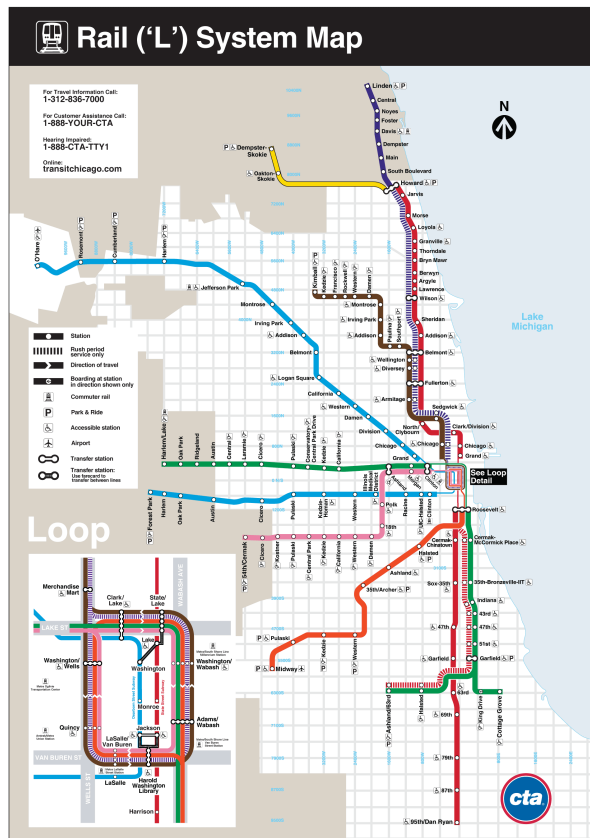 Rail (‘L’) System Map
For Travel Information Call:
1-312-836-7000
For Customer Assistance Call:
1-888-YOUR-CTA
Hearing Impaired:
1-888-CTA-TTY1
Online:
transitchicago.com
N
Linden
P
Central
Noyes
Foster
Davis
Dempster
Main
South Boulevard
Howard
P
Jarvis
Morse
Loyola
Granville
Thorndale
Bryn Mawr
Berwyn
Argyle
Lawrence
Wilson
Sheridan
Addison
Belmont
Fullerton
P
Dempster-
Skokie
Oakton-
Skokie
O'Hare
Rosemont
P
Cumberland
P
Harlem
P
Jefferson Park
Montrose
Irving Park
Addison
Belmont
Logan Square
California
Western
Damen
Division
Chicago
Grand
Kimball
P
Kedzie
Francisco
Rockwell
Western
Damen
Montrose
Irving Park
Addison
Paulina
Southport
Wellington
Diversey
Armitage
Sedgwick
North/
Clybourn
Clark/Division
Chicago
Chicago
Grand
Lake
Michigan
Station
Rush period
service only
Direction of travel
Boarding at station
in direction shown only
Commuter rail
P
Park & Ride
Accessible station
Airport
Transfer station
Transfer station:
Use farecard to
transfer between lines
Harlem/Lake
Oak Park
Ridgeland
Austin
Central
Laramie
Cicero
Pulaski
Conservatory-
Central Park Drive
Kedzie
California
Ashland
Morgan
Clinton
See Loop
Detail
Forest Park
P
Harlem
Oak Park
Austin
Cicero
Pulaski
Kedzie-
Homan
Western
Illinois
Medical
District
Racine
UIC-Halsted
Clinton
Polk
18th
54th/Cermak
P
Cicero
Kostner
Pulaski
Central Park
Kedzie
California
Western
Damen
Roosevelt
Cermak-
Chinatown
Cermak-
McCormick Place
Halsted
P
Ashland
35th/Archer
P
Western
Kedzie
P
Pulaski
P
Midway
Sox-35th
35th-Bronzeville-IIT
Indiana
43rd
47th
47th
51st
Garfield
Garfield
P
63rd
Ashland/63rd
P
Halsted
King Drive
Cottage Grove
69th
79th
87th
95th/Dan Ryan
Loop
Merchandise
Mart
Clark/
Lake
State/
Lake
WABASH AVE
LAKE ST
Lake
Washington/
Wells
Washington
Washington/
Wabash
Monroe
Quincy
Adams/
Wabash
Jackson
LaSalle/
Van Buren
VAN BUREN ST
WELLS ST
LaSalle
Harold
Washington
Library
Harrison
cta